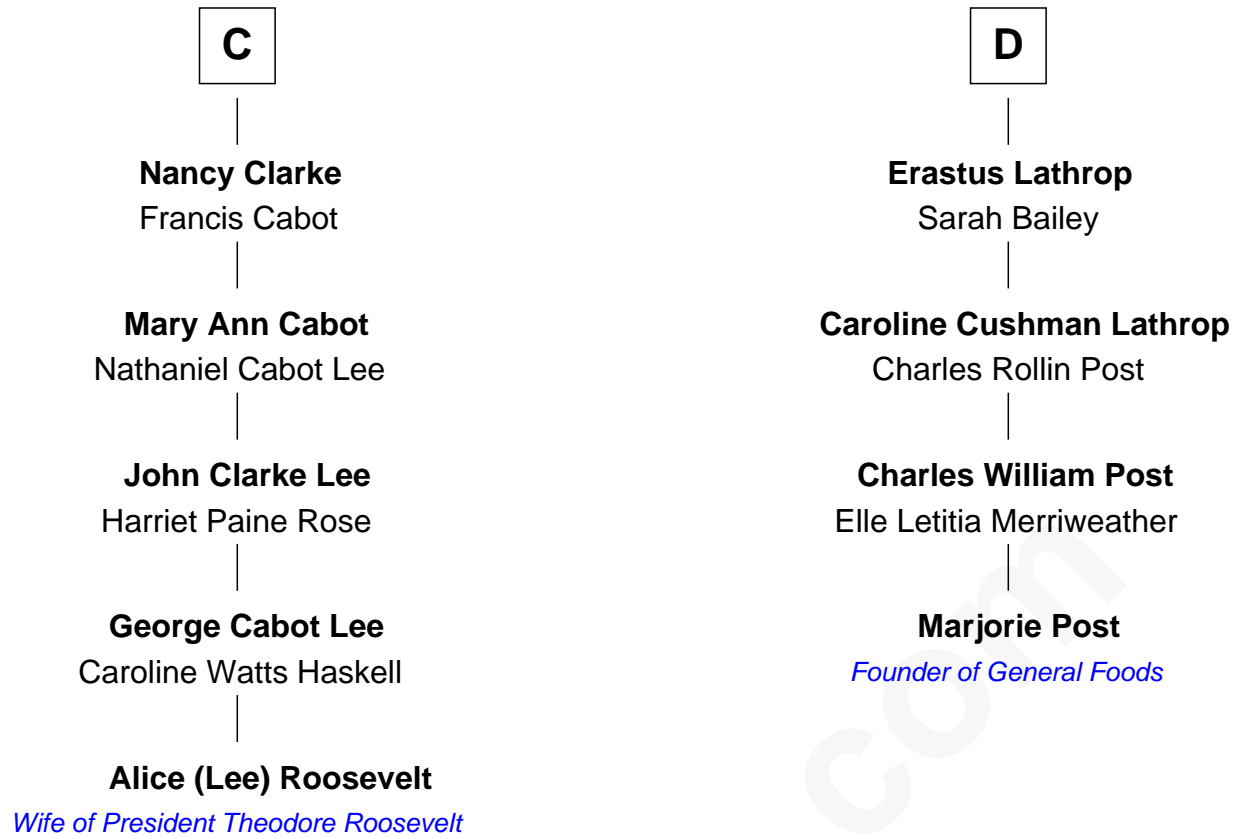 C
Nancy Clarke
Francis Cabot
Mary Ann Cabot
Nathaniel Cabot Lee
John Clarke Lee
Harriet Paine Rose
George Cabot Lee
Caroline Watts Haskell
Alice (Lee) Roosevelt
Wife of President Theodore Roosevelt
D
Erastus Lathrop
Sarah Bailey
Caroline Cushman Lathrop
Charles Rollin Post
Charles William Post
Elle Letitia Merriweather
Marjorie Post
Founder of General Foods
com